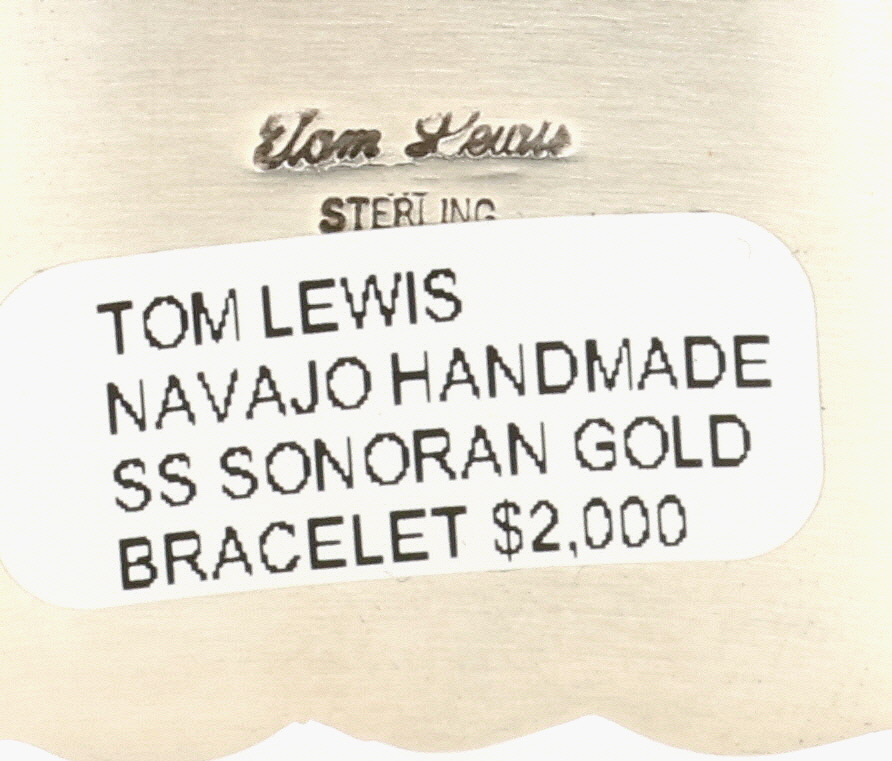 Tom Lewis
STERLING
TOM LEWIS
NAVAJO HANDMADE
SS SONORAN GOLD
BRACELET $2,000